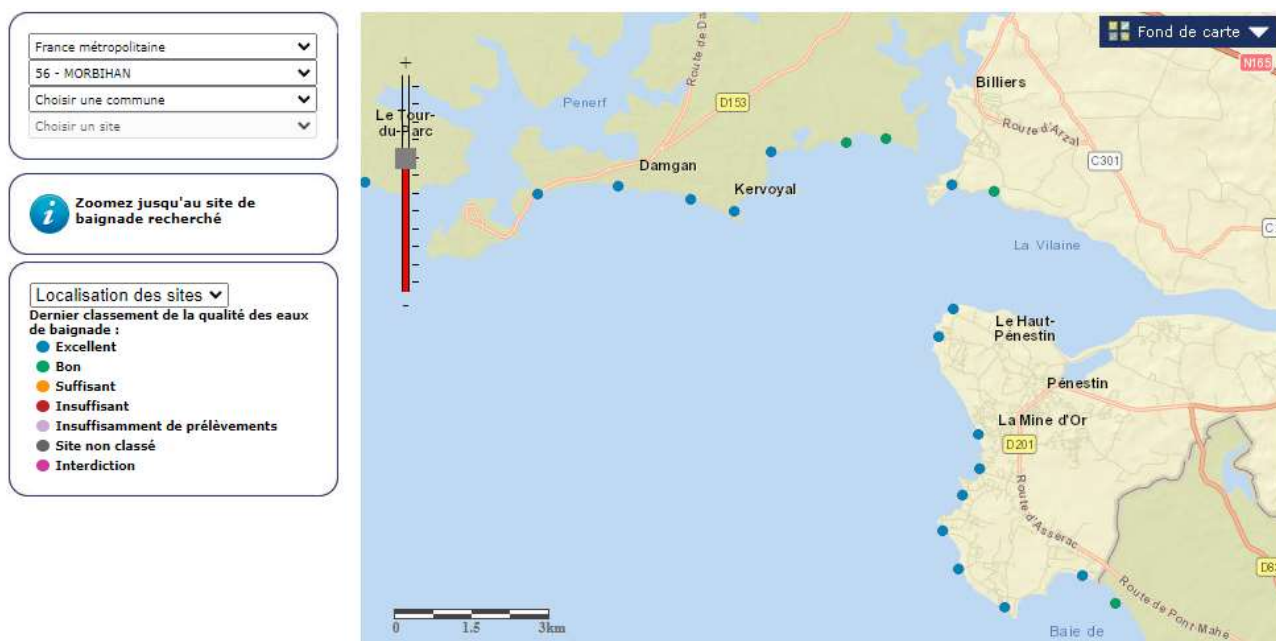 France métropolitaine
56 - MORBIHAN
Choisir une commune
Choisir un site
Zoomez jusqu'au site de
baignade recherché
Localisation des sites
Dernier classement de la qualité des eaux
de baignade :
Excellent
Bon
Suffisant
Insuffisant
Insuffisamment de prélèvements
Site non classé
Interdiction
Fond de carte
+
-
N165
Billiers
Penerf
D153
Le Tour-
du-Parc
Route d'Arzal
C301
Damgan
Kervoyal
La Vilaine
Le Haut-
Pénestin
Pénestin
La Mine d'Or
D201
Route d'Asserac
Route de Pont-Mahé
Baie de
0 1.5 3km